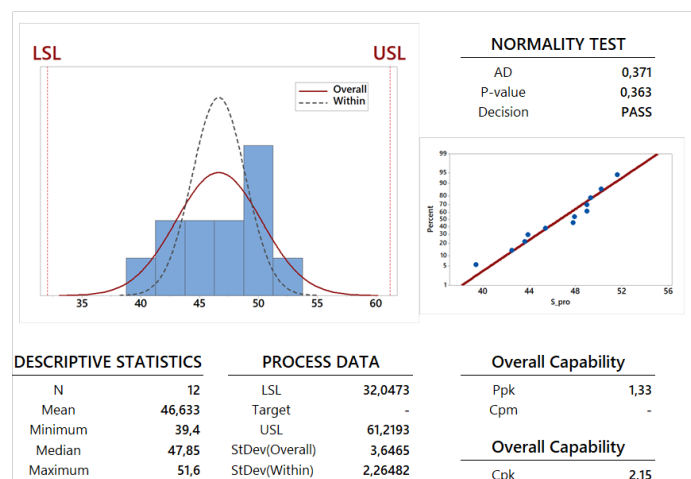 LSL
USL
Overall
Within
35 40 45 50 55 60
NORMALITY TEST
AD 0,371
P-value 0,363
Decision PASS
Percent
99
95
90
80
70
60
50
40
30
20
10
5
1
40 44 48 52 56
S_pro
DESCRIPTIVE STATISTICS
N 12
Mean 46,633
Minimum 39,4
Median 47,85
Maximum 51,6
PROCESS DATA
LSL 32,0473
Target -
USL 61,2193
StDev(Overall) 3,6465
StDev(Within) 2,26482
Overall Capability
Ppk 1,33
Cpm -
Overall Capability
Cpk 2,15